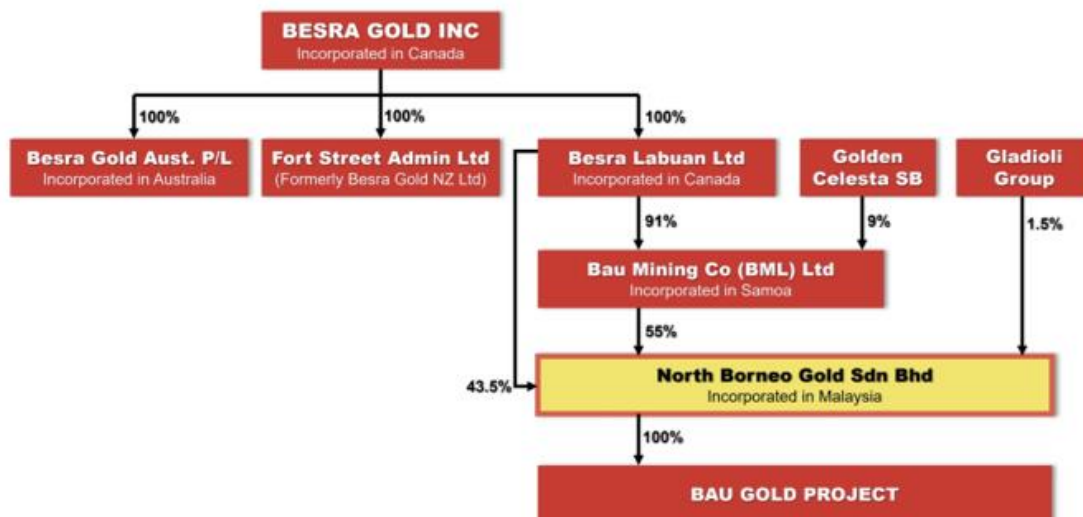 BESRA GOLD INC
Incorporated in Canada
100%
100%
100%
Besra Gold Aust. P/L
Incorporated in Australia
Fort Street Admin Ltd
(Formerly Besra Gold NZ Ltd)
Besra Labuan Ltd
Incorporated in Canada
Golden
Celesta SB
Gladioli
Group
91%
9%
1.5%
Bau Mining Co (BML) Ltd
Incorporated in Samoa
55%
43.5%
North Borneo Gold Sdn Bhd
Incorporated in Malaysia
100%
BAU GOLD PROJECT